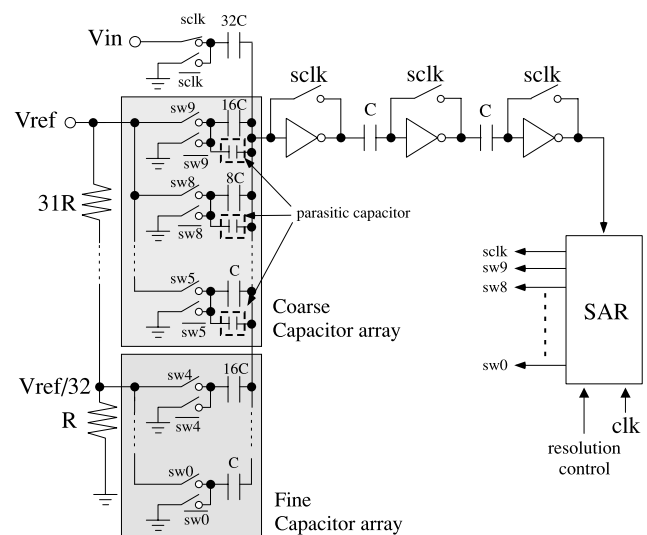 sclk
32C
Vin
sclk
sclk
sclk
sclk
Vref
sw9
16C
C
C
sw9
sw8
8C
31R
parasitic capacitor
sw8
sw5
C
sclk
sw9
sw8
SAR
sw5
Coarse
Capacitor array
sw0
Vref/32
sw4
16C
R
sw4
clk
resolution
control
sw0
C
sw0
Fine
Capacitor array